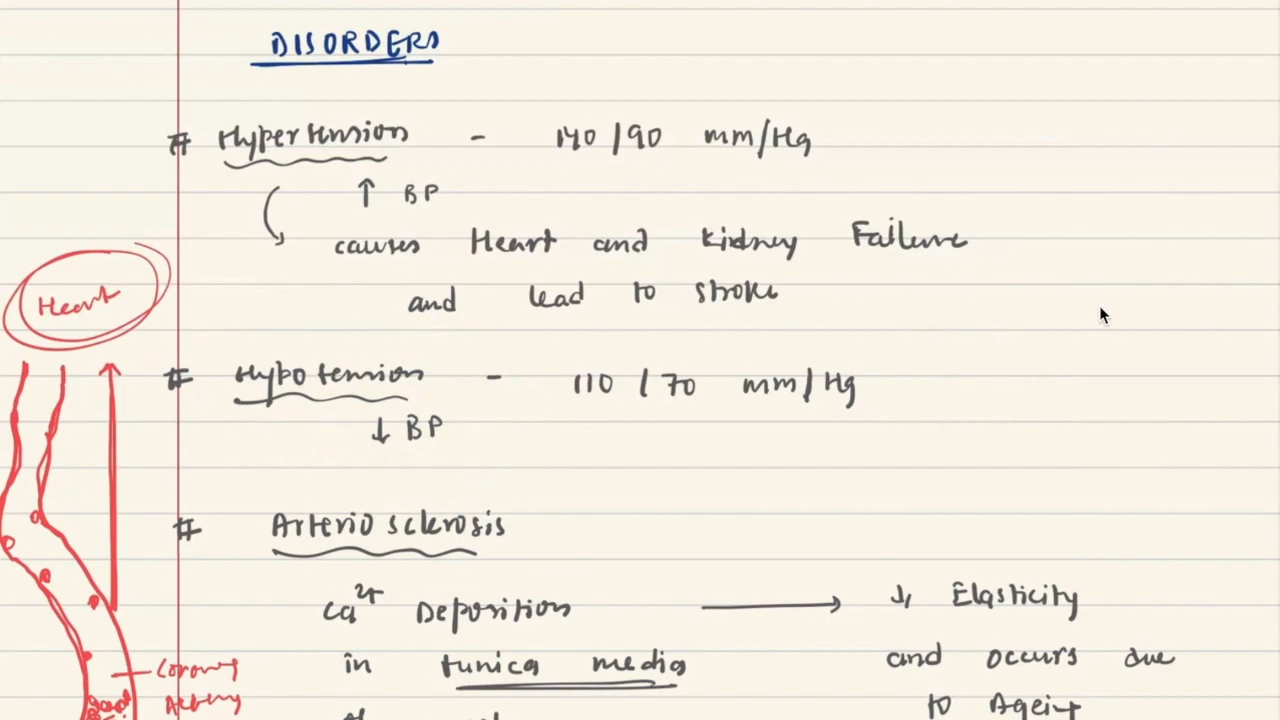 DISORDERS
# Hypertension - 140/90 mm/Hg
↑ BP
causes Heart and Kidney Failure
and lead to stroke
Heart
# Hypotension - 110/70 mm/Hg
↓ BP
# Arterio sclerosis
Ca²⁺ Deposition → ↓ Elasticity
in tunica media and occurs due
to Ageing
Coronary
Artery